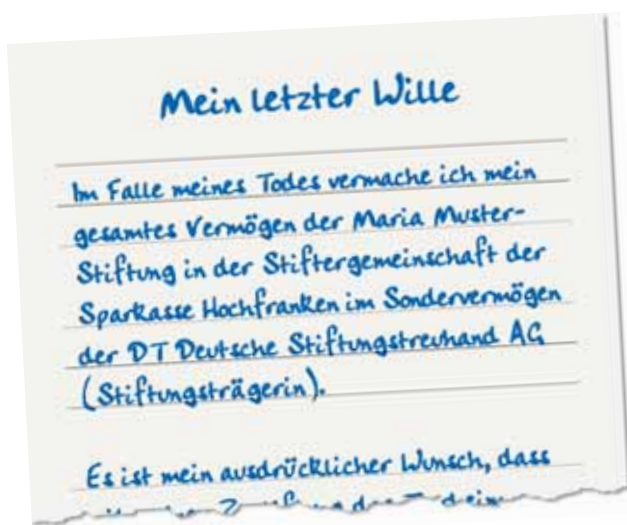 Mein letzter Wille
Im Falle meines Todes vermache ich mein
gesamtes Vermögen der Maria Muster-
Stiftung in der Stiftergemeinschaft der
Sparkasse Hochfranken im Sondervermögen
der DT Deutsche Stiftungstreuhand AG
(Stiftungsträgerin).
Es ist mein ausdrücklicher Wunsch, dass